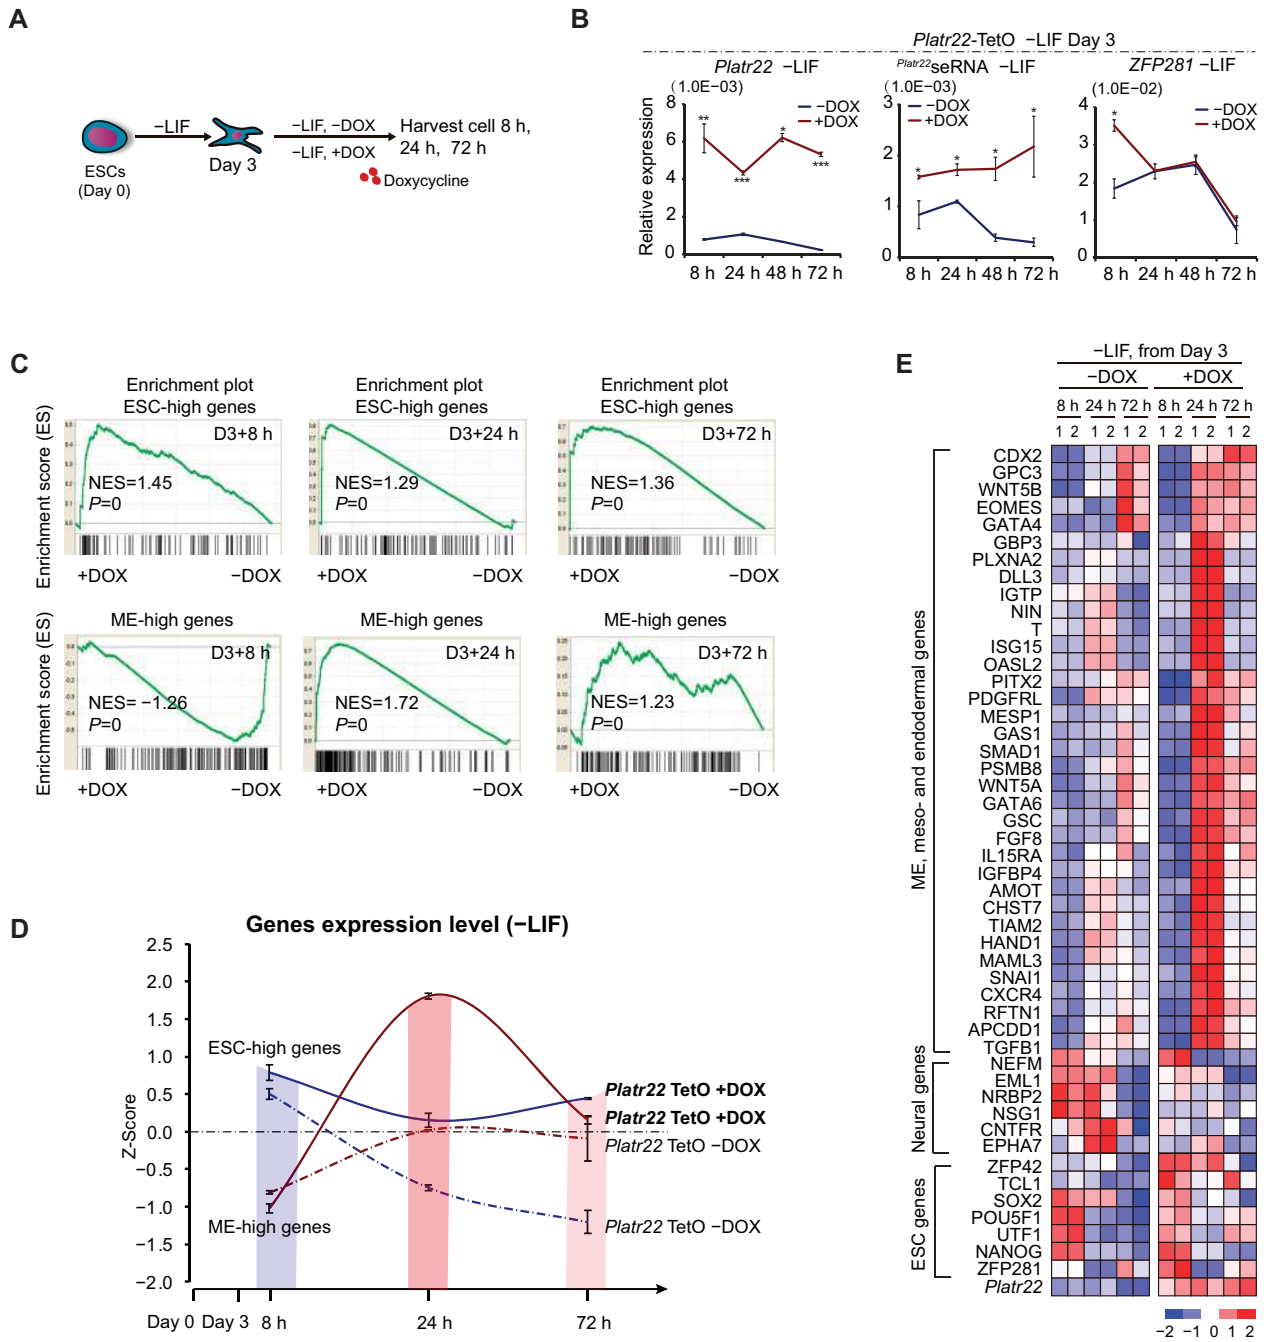 A
−LIF
ESCs
(Day 0)
Day 3
−LIF, −DOX
−LIF, +DOX
Doxycycline
Harvest cell 8 h,
24 h, 72 h
B
Platr22-TetO −LIF Day 3
Platr22 −LIF
(1.0E−03)
−DOX
+DOX
Relative expression
8
6
4
2
0
**
***
*
***
8 h 24 h 48 h 72 h
Platr22seRNA −LIF
(1.0E−03)
−DOX
+DOX
3
2
1
0
*
*
*
*
8 h 24 h 48 h 72 h
ZFP281 −LIF
(1.0E−02)
−DOX
+DOX
4
3
2
1
0
*
8 h 24 h 48 h 72 h
C
Enrichment score (ES)
Enrichment plot
ESC-high genes
D3+8 h
NES=1.45
P=0
+DOX −DOX
Enrichment plot
ESC-high genes
D3+24 h
NES=1.29
P=0
+DOX −DOX
Enrichment plot
ESC-high genes
D3+72 h
NES=1.36
P=0
+DOX −DOX
Enrichment score (ES)
ME-high genes
D3+8 h
NES= −1.26
P=0
+DOX −DOX
ME-high genes
D3+24 h
NES=1.72
P=0
+DOX −DOX
ME-high genes
D3+72 h
NES=1.23
P=0
+DOX −DOX
D
Genes expression level (−LIF)
Z-Score
2.5
2.0
1.5
1.0
0.5
0.0
−0.5
−1.0
−1.5
−2.0
ESC-high genes
ME-high genes
Platr22 TetO +DOX
Platr22 TetO +DOX
Platr22 TetO −DOX
Platr22 TetO −DOX
Day 0 Day 3 8 h 24 h 72 h
E
−LIF, from Day 3
−DOX +DOX
8 h 24 h 72 h 8 h 24 h 72 h
1 2 1 2 1 2 1 2 1 2 1 2
ME, meso- and endodermal genes
CDX2
GPC3
WNT5B
EOMES
GATA4
GBP3
PLXNA2
DLL3
IGTP
NIN
T
ISG15
OASL2
PITX2
PDGFRL
MESP1
GAS1
SMAD1
PSMB8
WNT5A
GATA6
GSC
FGF8
IL15RA
IGFBP4
AMOT
CHST7
TIAM2
HAND1
MAML3
SNAI1
CXCR4
RFTN1
APCDD1
TGFB1
Neural genes
NEFM
EML1
NRBP2
NSG1
CNTFR
EPHA7
ESC genes
ZFP42
TCL1
SOX2
POU5F1
UTF1
NANOG
ZFP281
Platr22
−2 −1 0 1 2